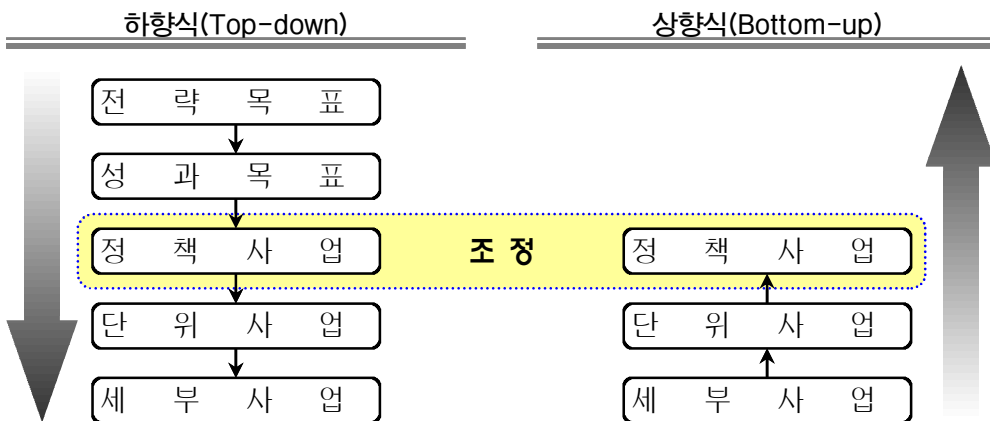 하향식(Top-down)
상향식(Bottom-up)
전 략 목 표
성 과 목 표
정 책 사 업
조 정
정 책 사 업
단 위 사 업
단 위 사 업
세 부 사 업
세 부 사 업